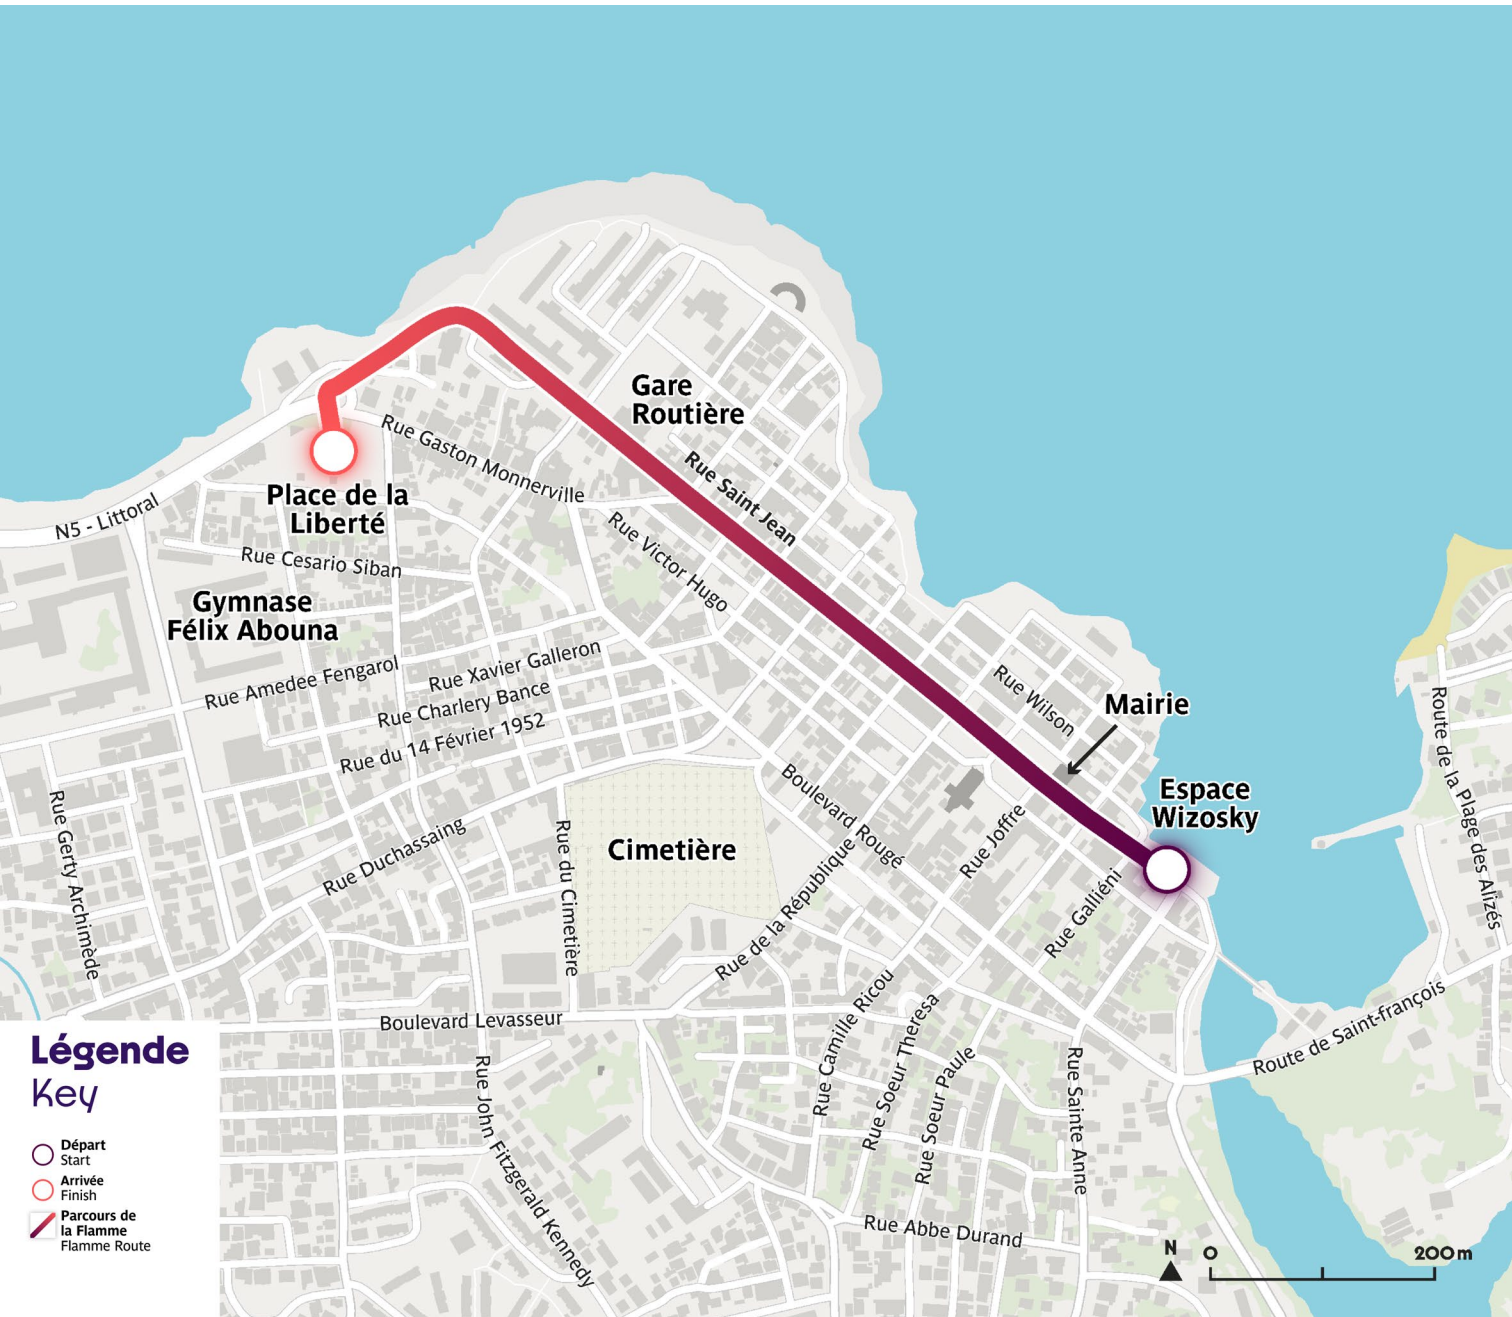 Gare
Routière
Rue Gaston Monnerville
Rue Saint Jean
Place de la
Liberté
N5 - Littoral
Rue Victor Hugo
Rue Cesario Siban
Gymnase
Félix Abouna
Rue Amedee Fengarol
Rue Xavier Galleron
Rue Charlery Bance
Rue du 14 Février 1952
Rue Wilson
Mairie
Route de la Plage des Alizés
Espace
Wizosky
Boulevard Rougé
Rue Gerty Archimède
Rue Duchassaing
Rue du Cimetière
Cimetière
Rue de la République
Rue Joffre
Rue Galliéni
Boulevard Levasseur
Rue Camille Ricou
Rue Soeur Theresa
Rue Soeur Paule
Rue Sainte Anne
Route de Saint-françois
Rue John Fitzgerald Kennedy
Rue Abbe Durand
Légende
Key
Départ
Start
Arrivée
Finish
Parcours de
la Flamme
Flamme Route
N
0
200 m